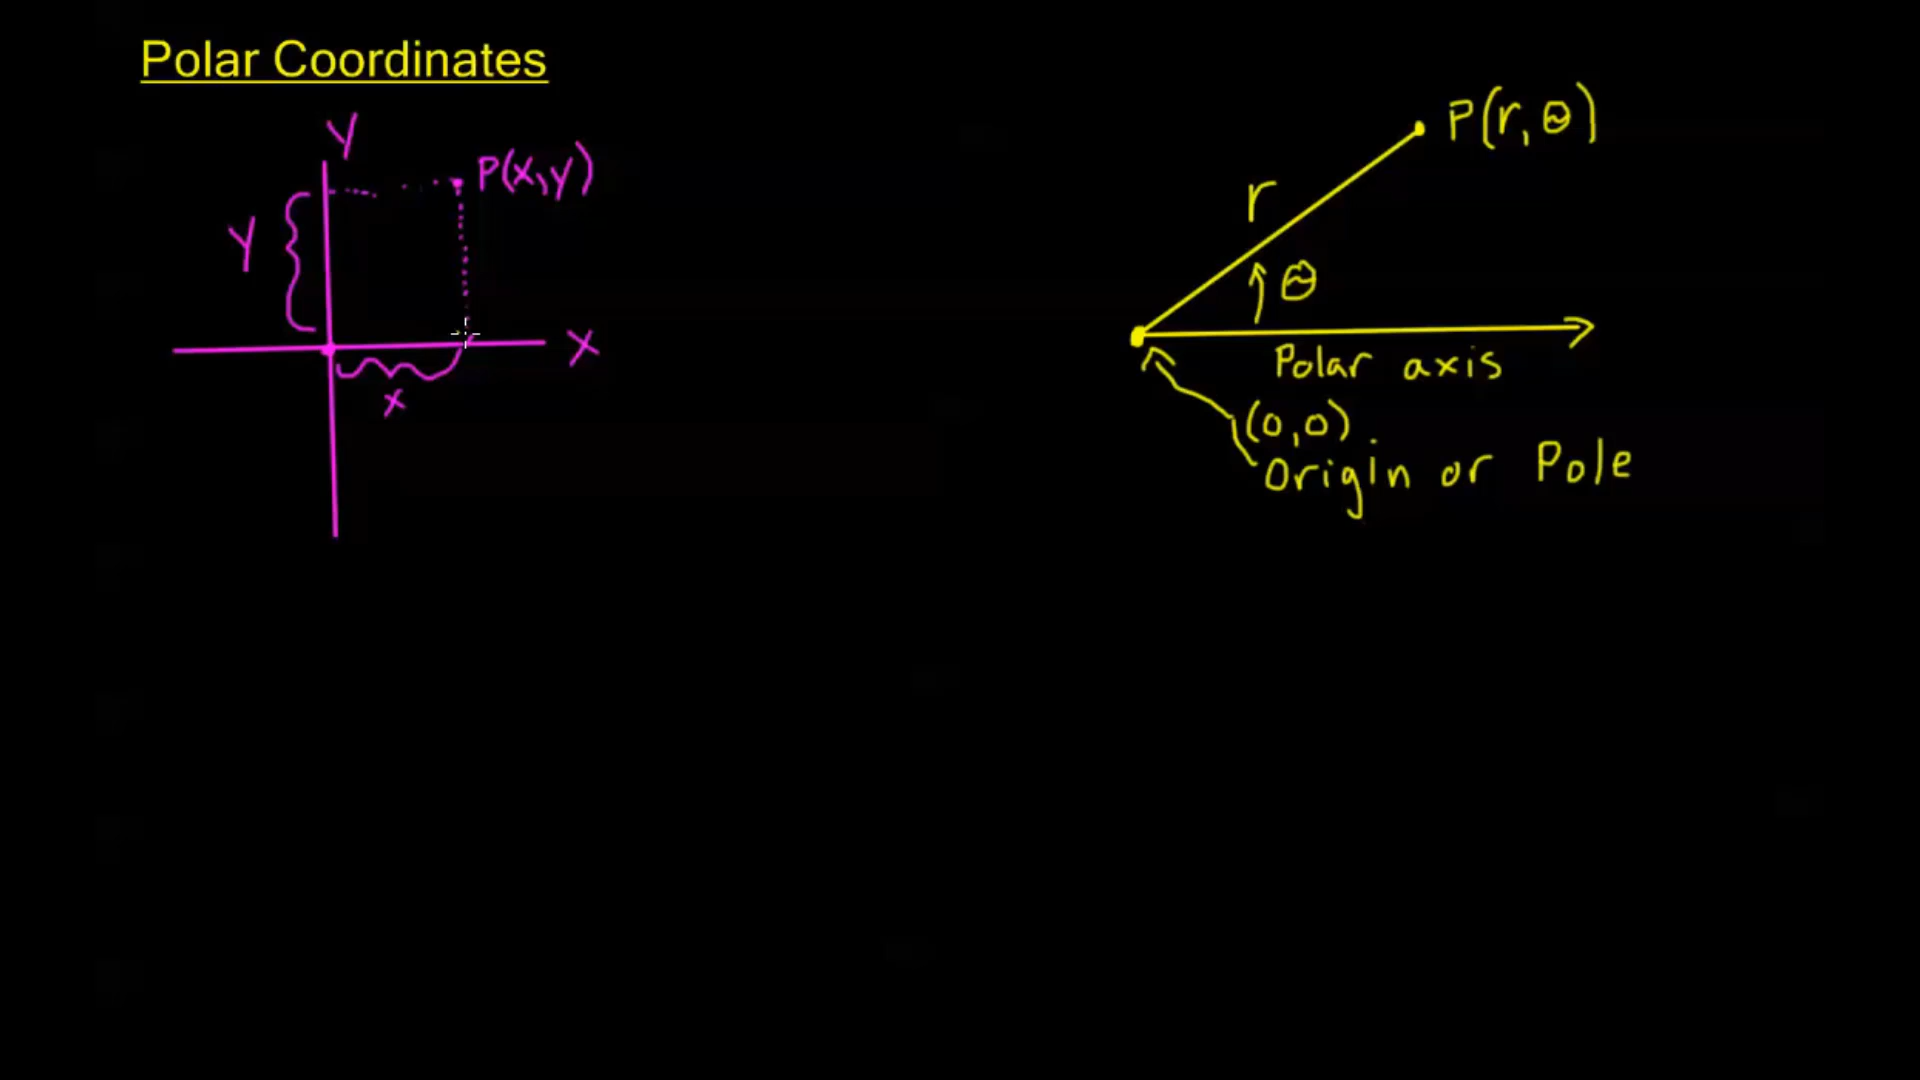 Polar Coordinates
Y
P(x,y)
Y
X
x
P(r,θ)
r
θ
Polar axis
(0,0)
Origin or Pole